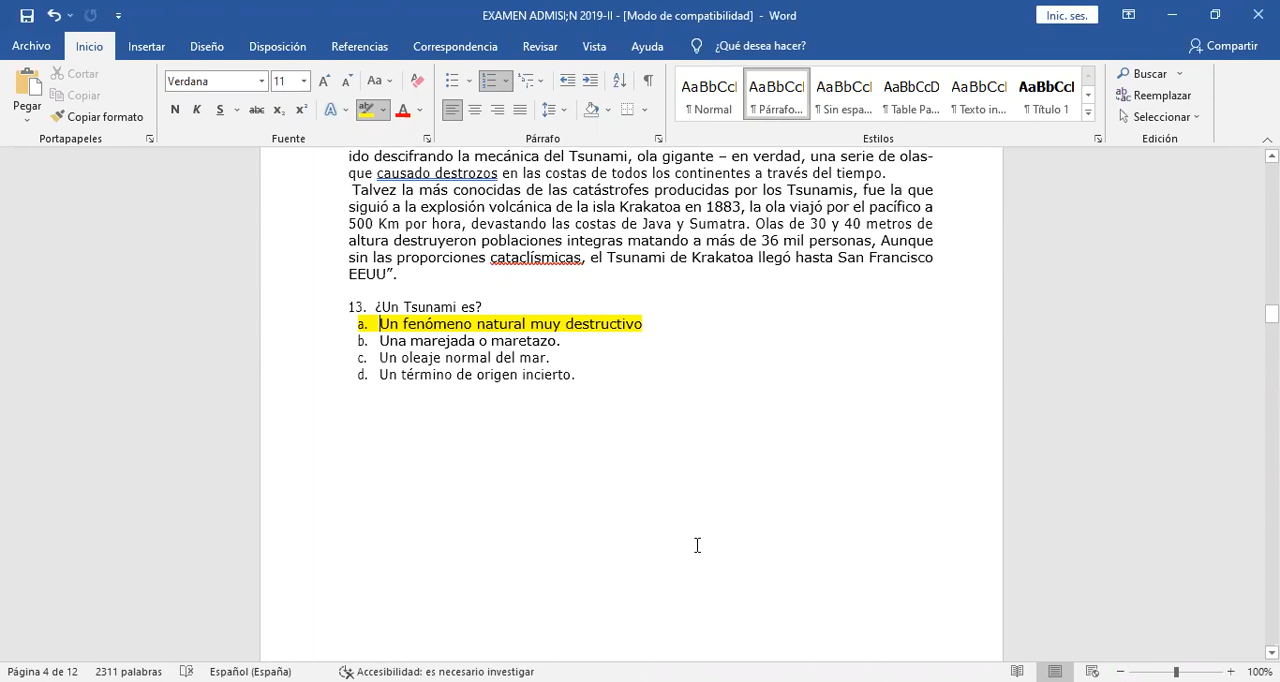 EXAMEN ADMISI;N 2019-II - [Modo de compatibilidad] - Word
Inic. ses.
Archivo Inicio Insertar Diseño Disposición Referencias Correspondencia Revisar Vista Ayuda ¿Qué desea hacer? Compartir
Pegar
Cortar
Copiar
Copiar formato
Portapapeles
Verdana 11
Aa
N K S abc x₂ x² A A
Fuente
Párrafo
AaBbCcI AaBbCcI AaBbCc AaBbCcD AaBbCc AaBbCcI
¶ Normal ¶ Párrafo... ¶ Sin espa... ¶ Table Pa... ¶ Texto in... ¶ Título 1
Estilos
Buscar
Reemplazar
Seleccionar
Edición
ido descifrando la mecánica del Tsunami, ola gigante – en verdad, una serie de olas-
que causado destrozos en las costas de todos los continentes a través del tiempo.
Talvez la más conocidas de las catástrofes producidas por los Tsunamis, fue la que
siguió a la explosión volcánica de la isla Krakatoa en 1883, la ola viajó por el pacífico a
500 Km por hora, devastando las costas de Java y Sumatra. Olas de 30 y 40 metros de
altura destruyeron poblaciones integras matando a más de 36 mil personas, Aunque
sin las proporciones cataclísmicas, el Tsunami de Krakatoa llegó hasta San Francisco
EEUU”.
13. ¿Un Tsunami es?
a. Un fenómeno natural muy destructivo
b. Una marejada o maretazo.
c. Un oleaje normal del mar.
d. Un término de origen incierto.
Página 4 de 12 2311 palabras Español (España) Accesibilidad: es necesario investigar 100%